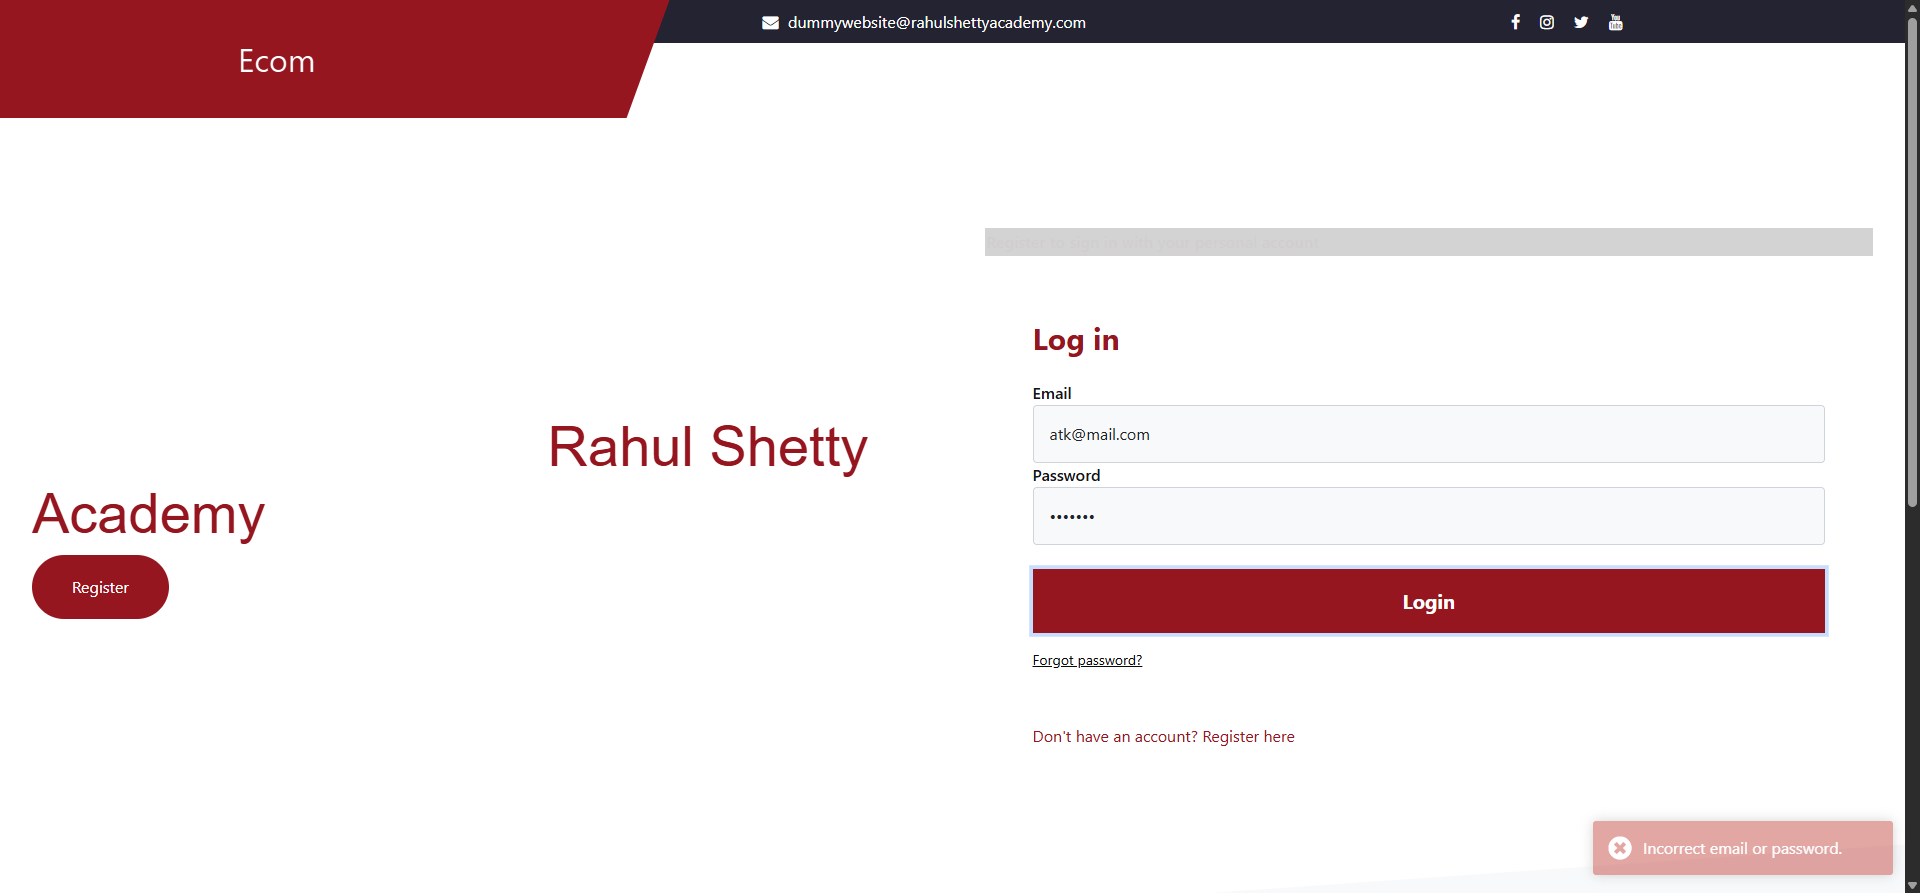 Ecom
dummywebsite@rahulshettyacademy.com
Register to sign in with your personal account
Log in
Email
atk@mail.com
Password
•••••••
Login
Forgot password?
Don't have an account? Register here
Rahul Shetty
Academy
Register
Incorrect email or password.